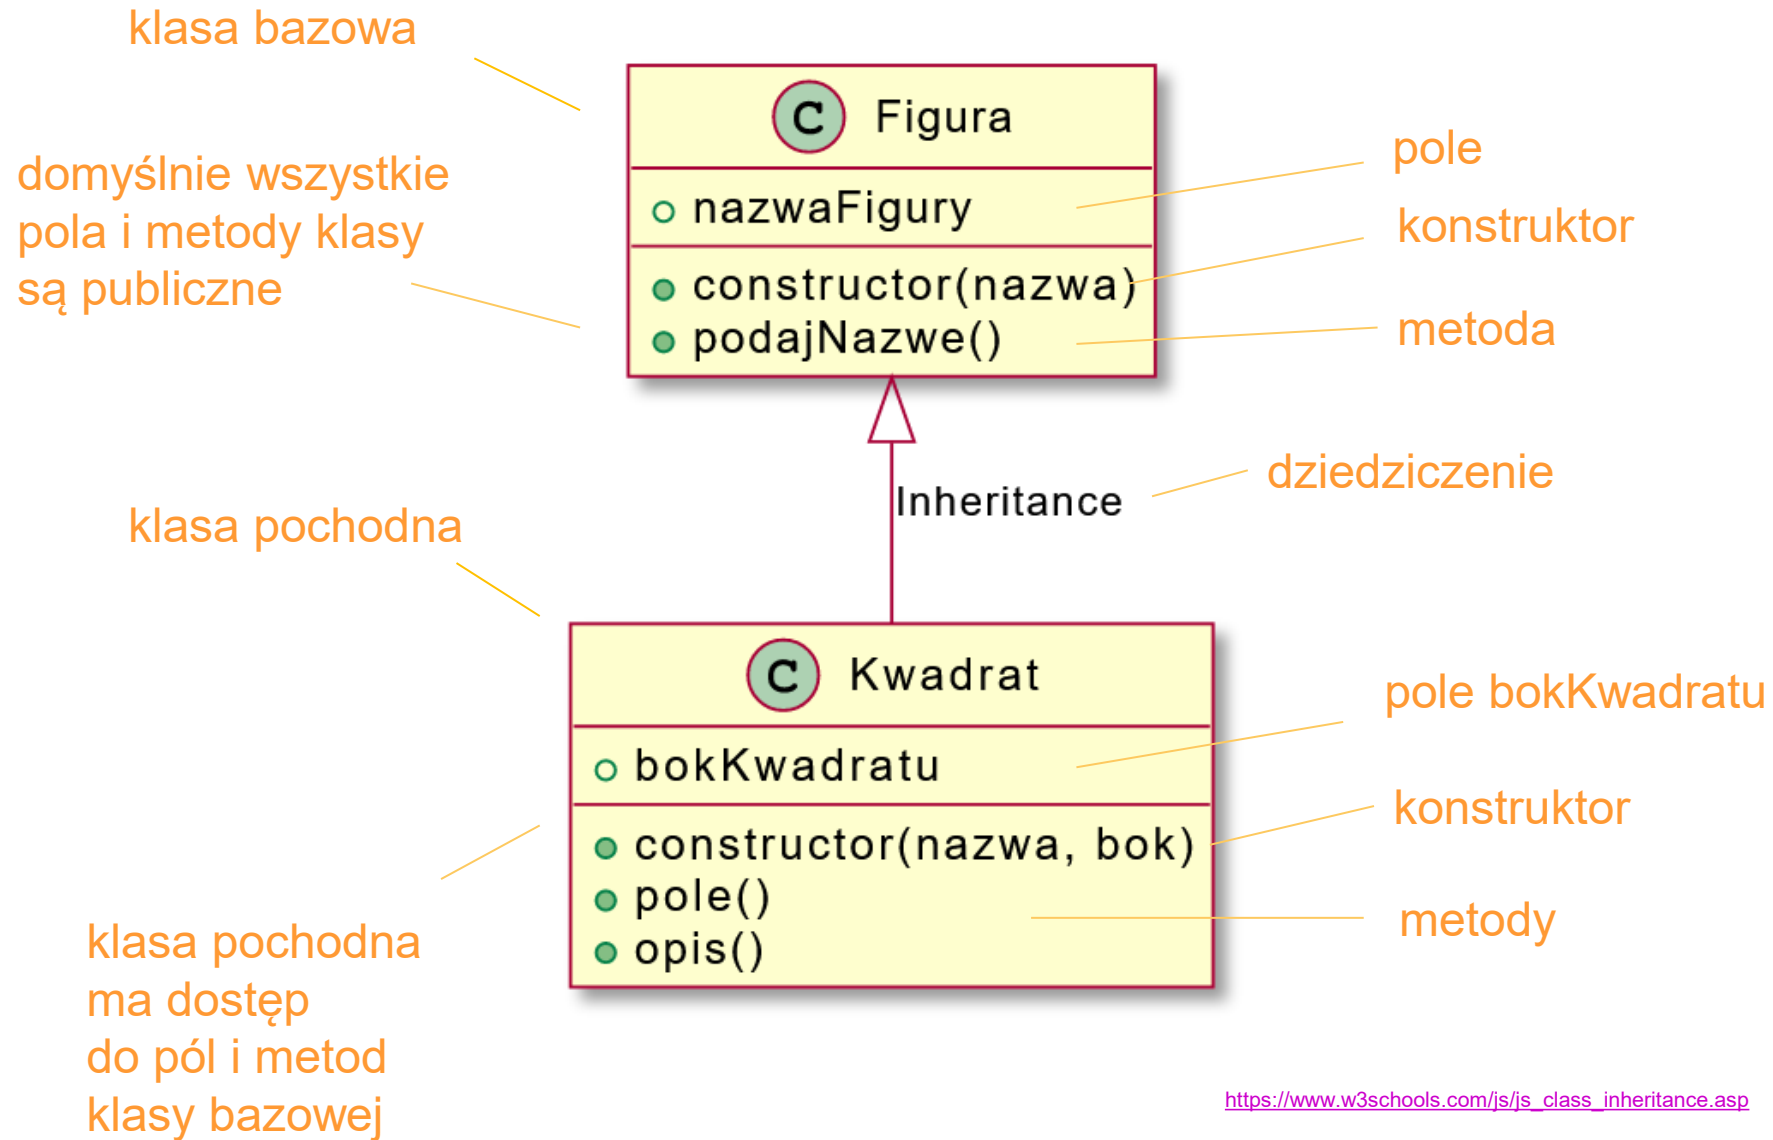 klasa bazowa
C Figura
domyślnie wszystkie
pola i metody klasy
są publiczne
nazwaFigury
constructor(nazwa)
podajNazwe()
pole
konstruktor
metoda
Inheritance
dziedziczenie
klasa pochodna
C Kwadrat
bokKwadratu
constructor(nazwa, bok)
pole()
opis()
pole bokKwadratu
konstruktor
metody
klasa pochodna
ma dostęp
do pól i metod
klasy bazowej
https://www.w3schools.com/js/js_class_inheritance.asp